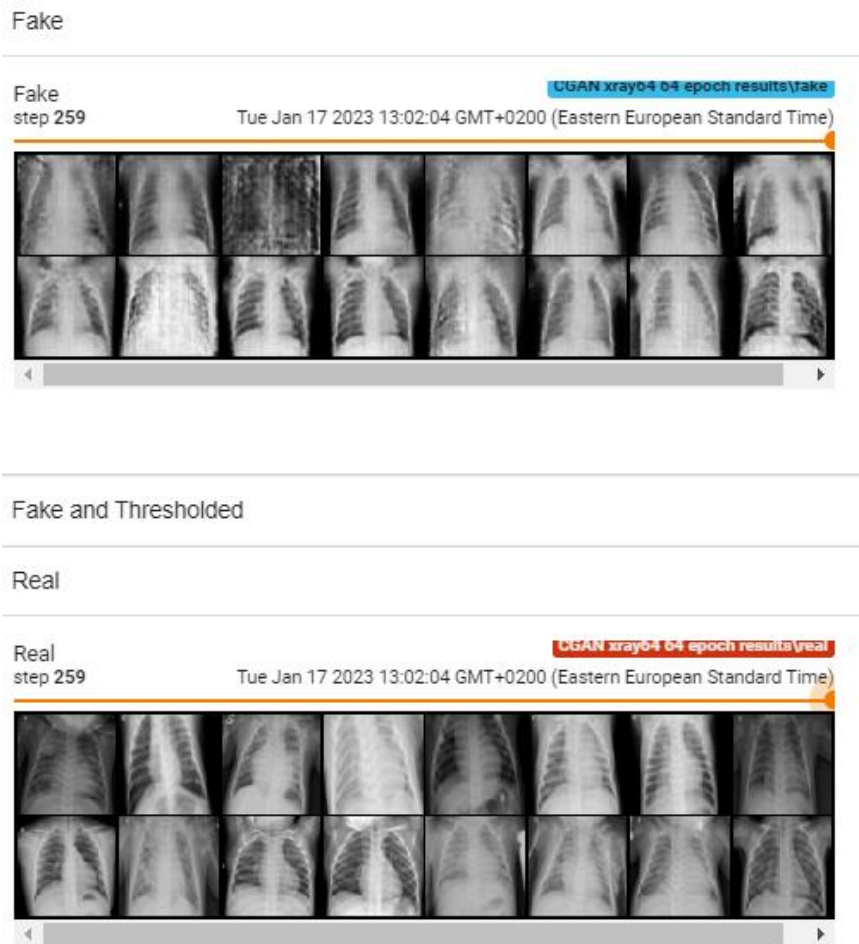 Fake
CGAN xray64 64 epoch results\fake
Fake
step 259 Tue Jan 17 2023 13:02:04 GMT+0200 (Eastern European Standard Time)
Fake and Thresholded
Real
CGAN xray64 64 epoch results\real
Real
step 259 Tue Jan 17 2023 13:02:04 GMT+0200 (Eastern European Standard Time)